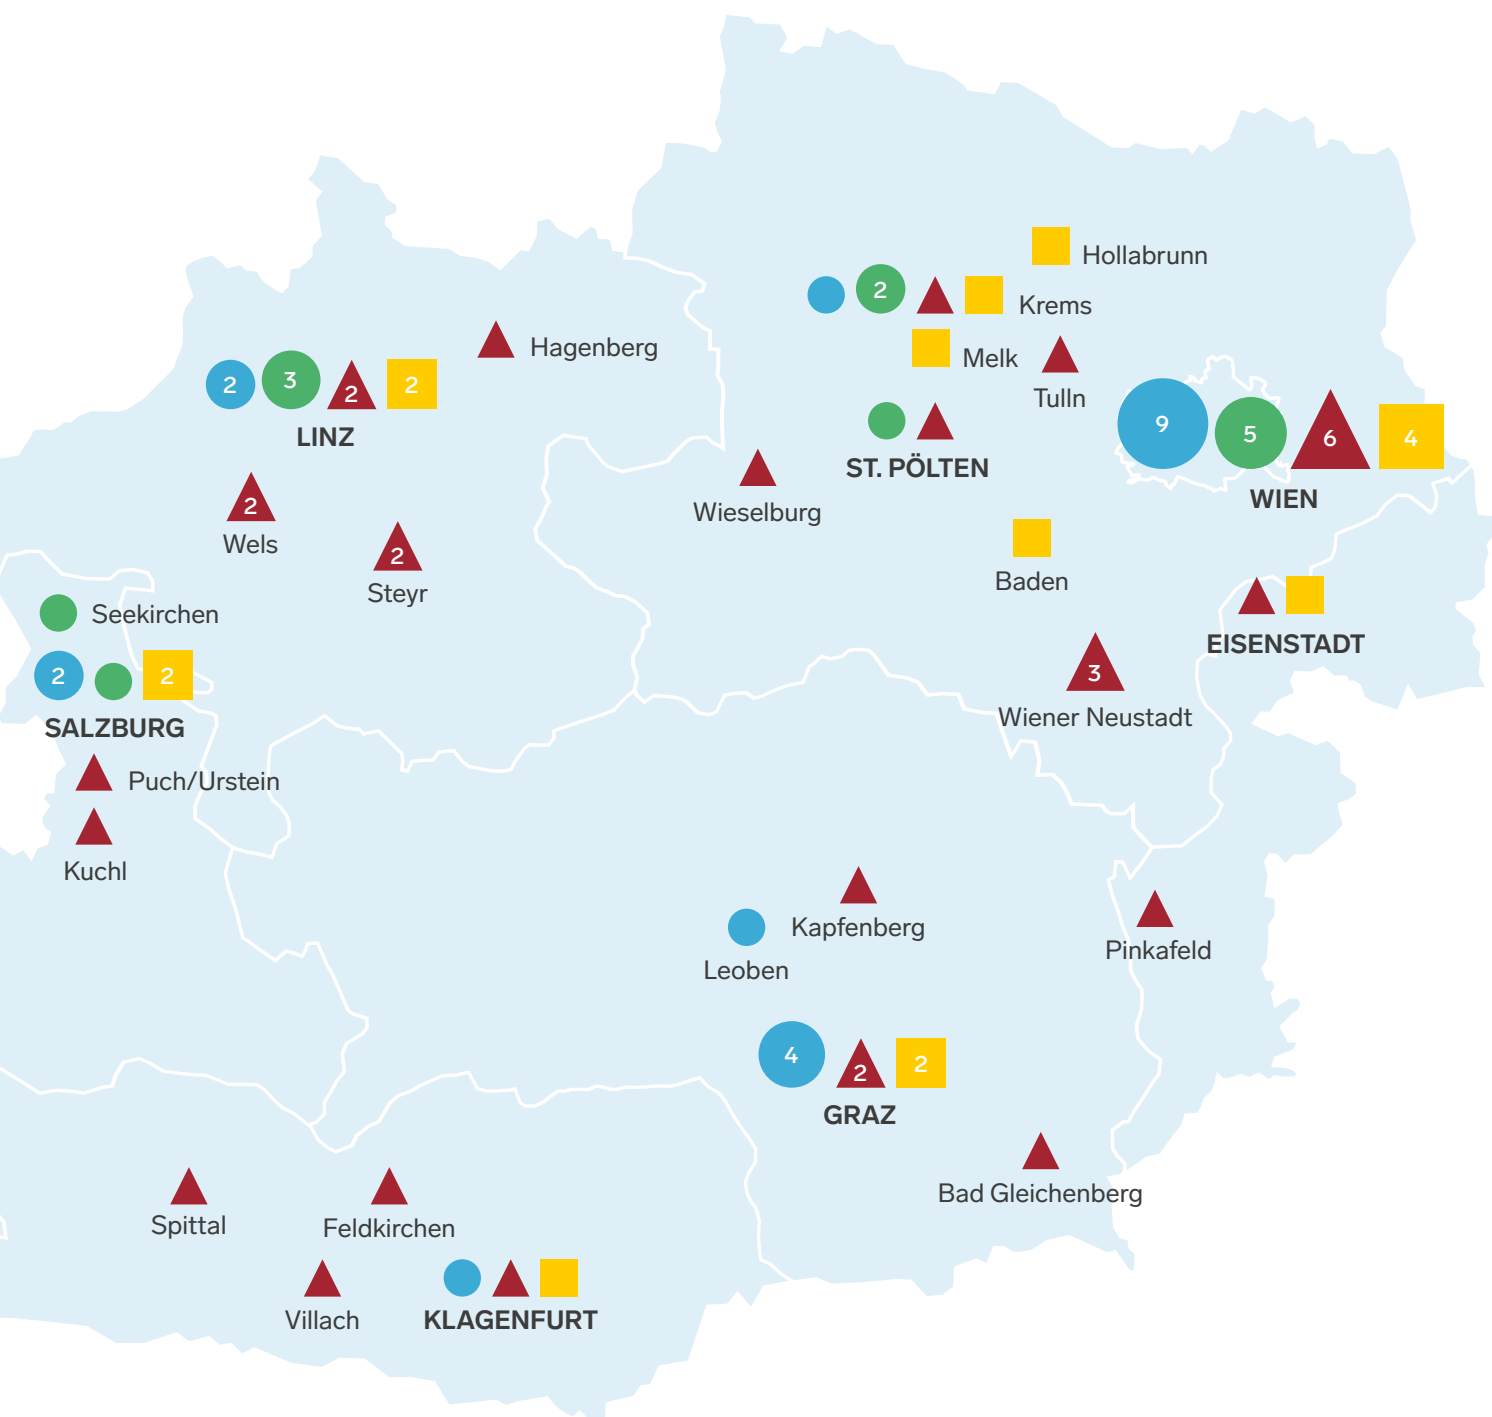 Hollabrunn
2
Krems
Hagenberg
Melk
2
3
2
2
Tulln
LINZ
9
5
6
4
ST. PÖLTEN
WIEN
2
Wieselburg
Wels
2
Steyr
Baden
Seekirchen
EISENSTADT
2
2
3
SALZBURG
Wiener Neustadt
Puch/Urstein
Kuchl
Kapfenberg
Leoben
Pinkafeld
4
2
2
GRAZ
Bad Gleichenberg
Spittal
Feldkirchen
Villach
KLAGENFURT